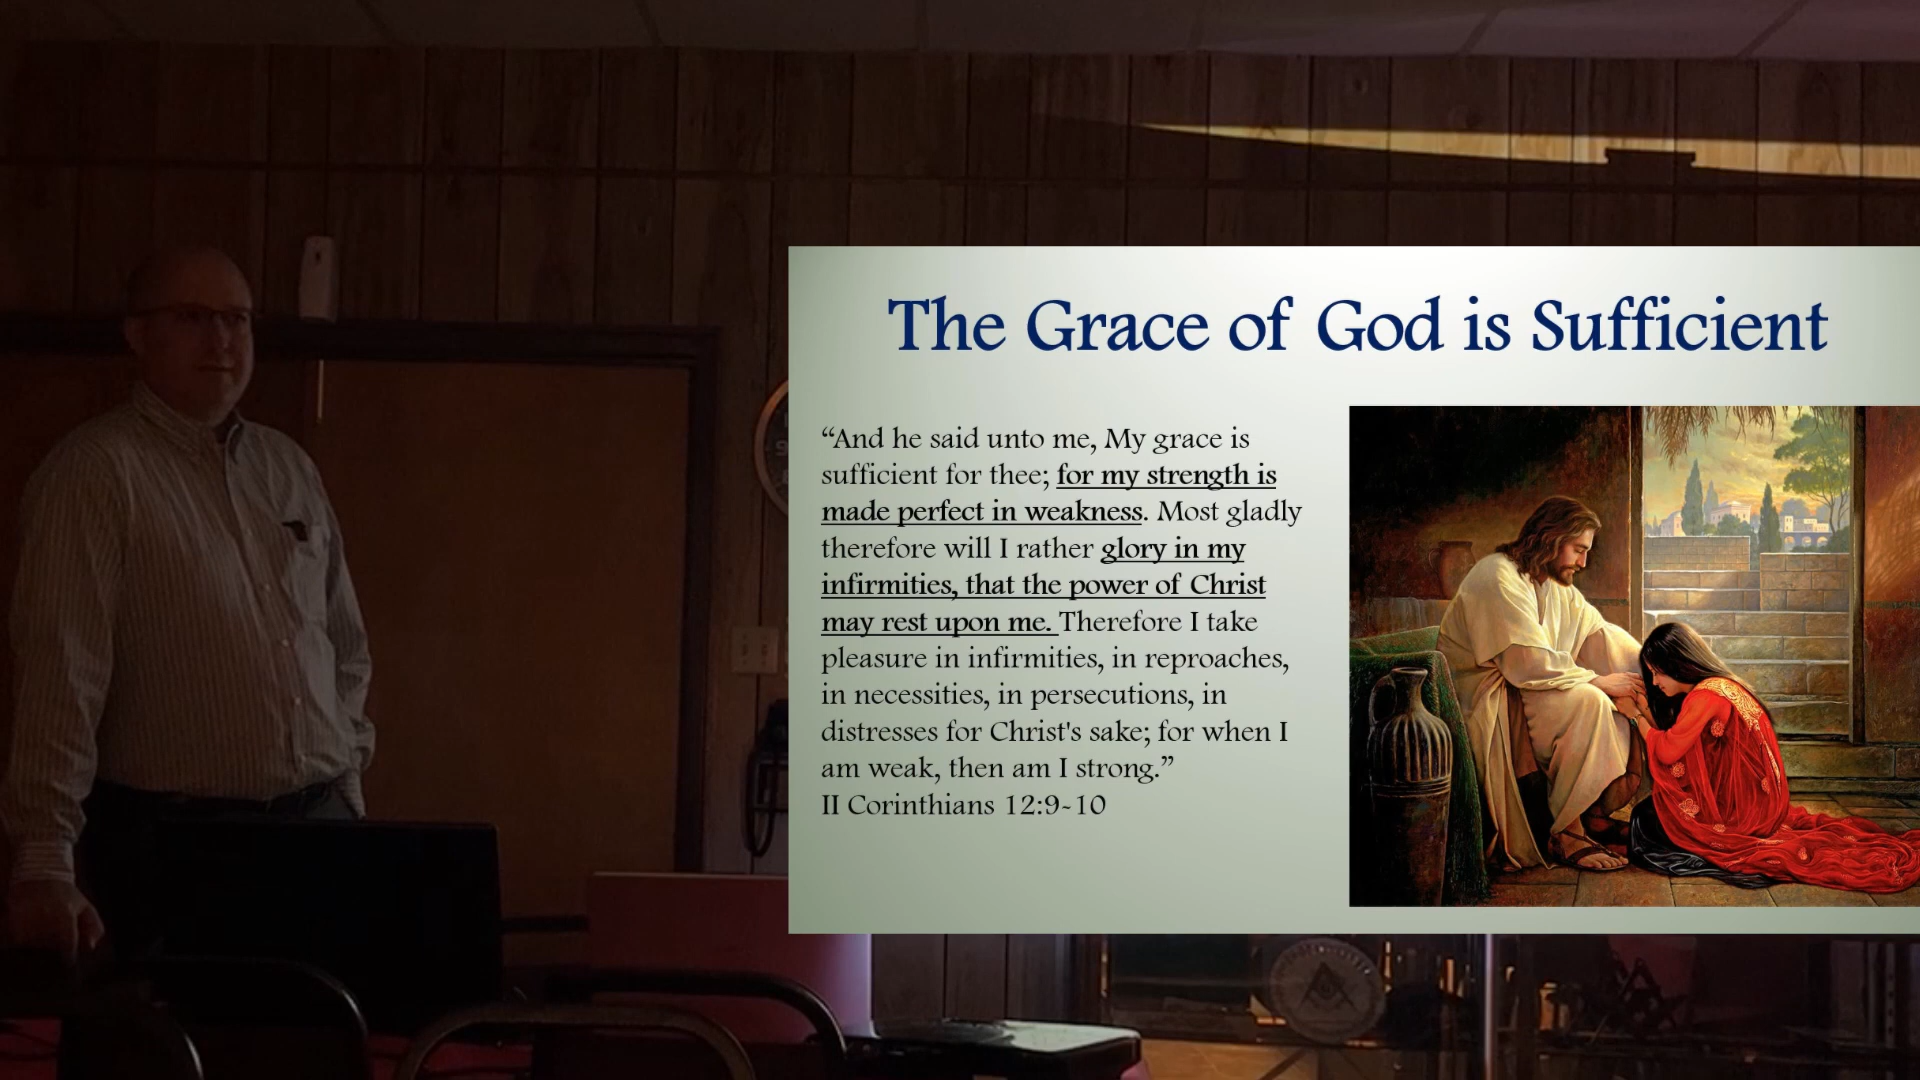 The Grace of God is Sufficient
“And he said unto me, My grace is
sufficient for thee; for my strength is
made perfect in weakness. Most gladly
therefore will I rather glory in my
infirmities, that the power of Christ
may rest upon me. Therefore I take
pleasure in infirmities, in reproaches,
in necessities, in persecutions, in
distresses for Christ's sake; for when I
am weak, then am I strong.”
II Corinthians 12:9-10